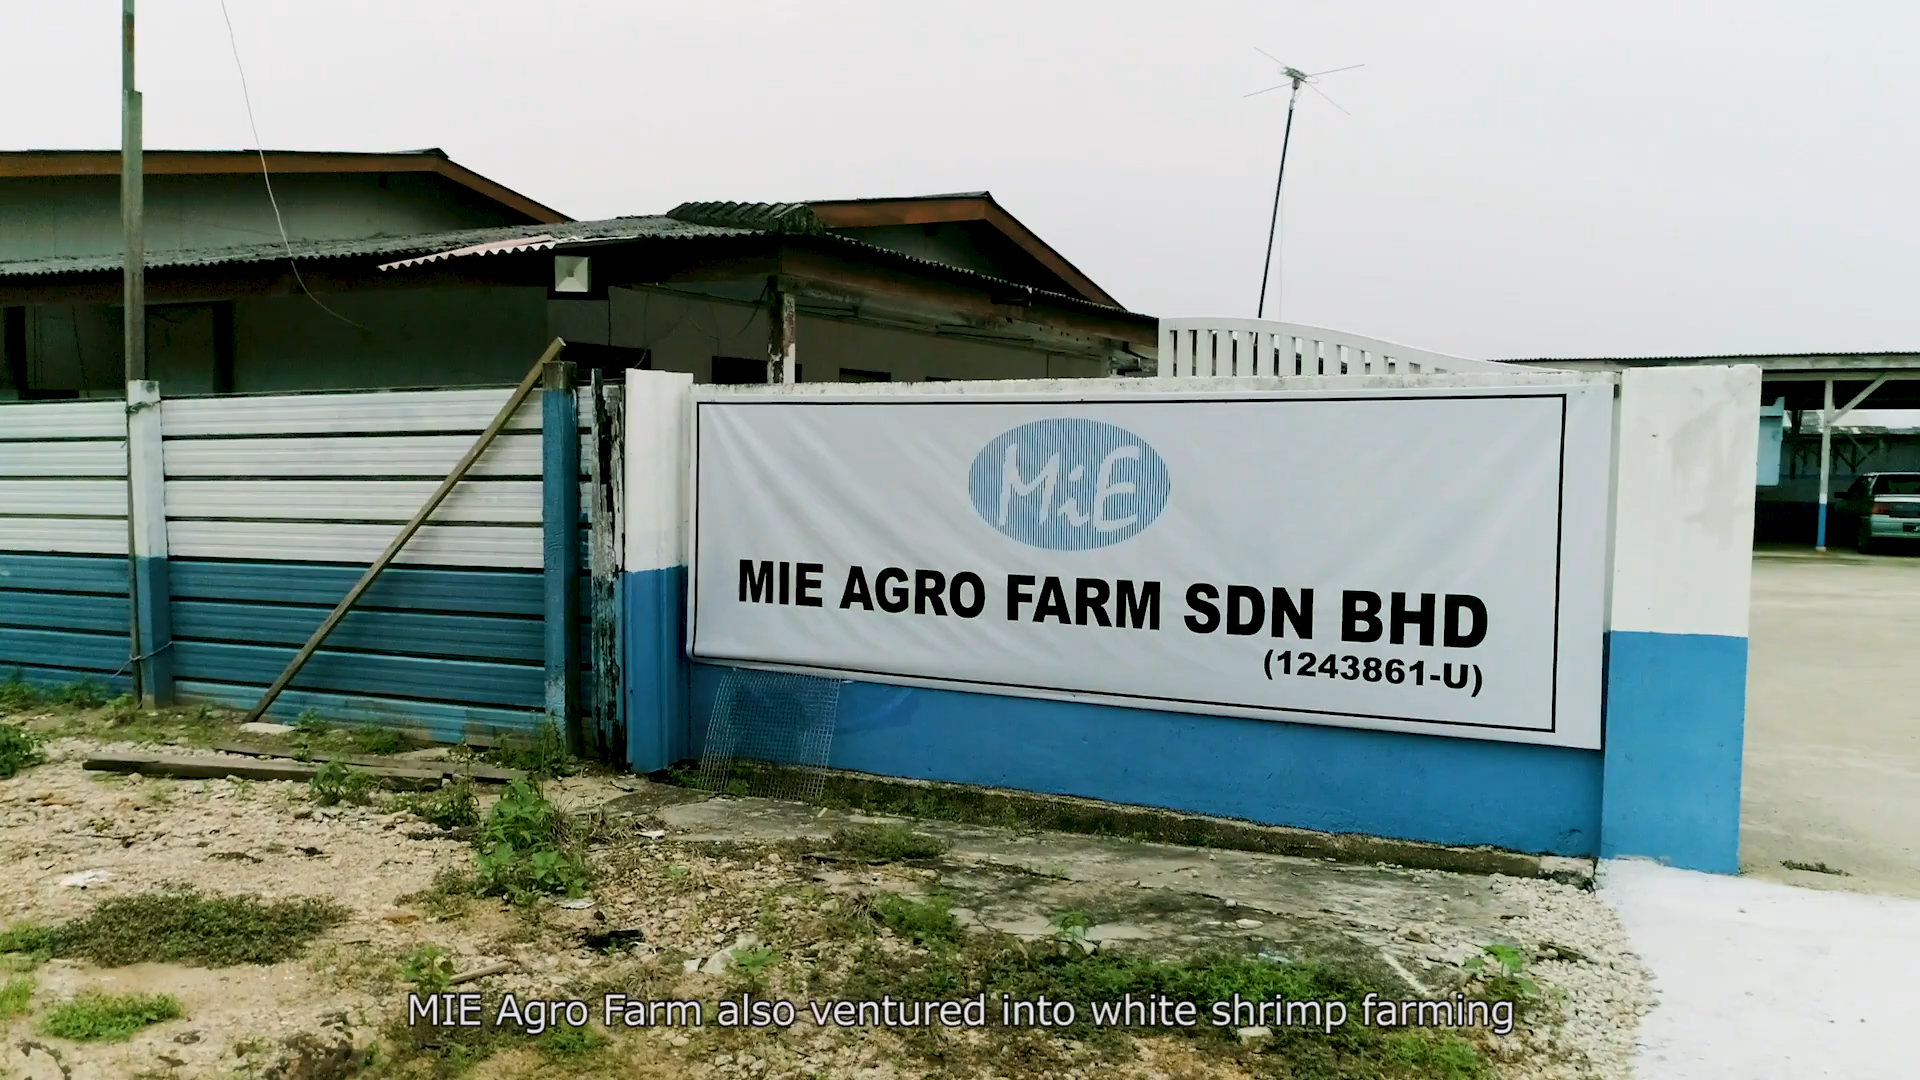 MiE
MIE AGRO FARM SDN BHD
(1243861-U)
MIE Agro Farm also ventured into white shrimp farming